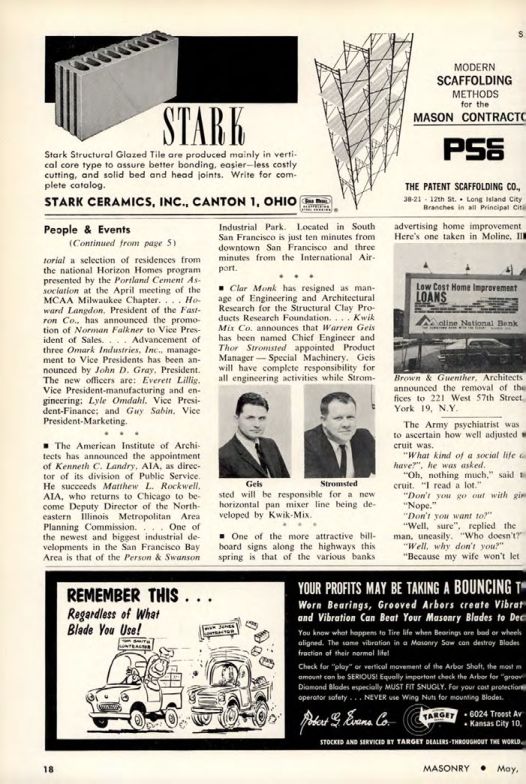 S
STARK
Stark Structural Glazed Tile are produced mainly in verti-
cal core type to assure better bonding, easier—less costly
cutting, and solid bed and head joints. Write for com-
plete catalog.
STARK CERAMICS, INC., CANTON 1, OHIO
MODERN
SCAFFOLDING
METHODS
for the
MASON CONTRACTO
PS Co
THE PATENT SCAFFOLDING CO.,
38-21 - 12th St. • Long Island City
Branches in all Principal Citi
People & Events
(Continued from page 5)
torial a selection of residences from
the national Horizon Homes program
presented by the Portland Cement As-
sociation at the April meeting of the
MCAA Milwaukee Chapter. . . . Ho-
ward Langdon, President of the Fast-
ron Co., has announced the promo-
tion of Norman Falkner to Vice Pres-
ident of Sales. . . . Advancement of
three Omark Industries, Inc., manage-
ment to Vice Presidents has been an-
nounced by John D. Gray, President.
The new officers are: Everett Lillig,
Vice President-manufacturing and en-
gineering; Lyle Omdahl, Vice Presi-
dent-Finance; and Guy Sabin, Vice
President-Marketing.
* * *
■ The American Institute of Archi-
tects has announced the appointment
of Kenneth C. Landry, AIA, as direc-
tor of its division of Public Service.
He succeeds Matthew L. Rockwell,
AIA, who returns to Chicago to be-
come Deputy Director of the North-
eastern Illinois Metropolitan Area
Planning Commission. . . . One of
the newest and biggest industrial de-
velopments in the San Francisco Bay
Area is that of the Person & Swanson
Industrial Park. Located in South
San Francisco is just ten minutes from
downtown San Francisco and three
minutes from the International Air-
port.
* * *
■ Clar Monk has resigned as man-
age of Engineering and Architectural
Research for the Structural Clay Pro-
ducts Research Foundation. . . . Kwik
Mix Co. announces that Warren Geis
has been named Chief Engineer and
Thor Stromsted appointed Product
Manager — Special Machinery. Geis
will have complete responsibility for
all engineering activities while Strom-
Geis Stromsted
sted will be responsible for a new
horizontal pan mixer line being de-
veloped by Kwik-Mix.
* * *
■ One of the more attractive bill-
board signs along the highways this
spring is that of the various banks
advertising home improvement
Here's one taken in Moline, Ill
Low Cost Home Improvement
LOANS
Moline National Bank
Brown & Guenther, Architects
announced the removal of the
fices to 221 West 57th Street,
York 19, N.Y.
The Army psychiatrist was
to ascertain how well adjusted
cruit was.
"What kind of a social life
have?", he was asked.
"Oh, nothing much," said t
cruit. "I read a lot."
"Don't you go out with gir
"Nope."
"Don't you want to?"
"Well, sure", replied the
man, uneasily. "Who doesn't?"
"Well, why don't you?"
"Because my wife won't let
REMEMBER THIS . . .
Regardless of What
Blade You Use!
TOM SMITH
CONTRACTOR
NICK JONES
CONTRACTOR
YOUR PROFITS MAY BE TAKING A BOUNCING T
Worn Bearings, Grooved Arbors create Vibrat
and Vibration Can Beat Your Masonry Blades to Dea
You know what happens to Tire life when Bearings are bad or wheels
aligned. The same vibration in a Masonry Saw can destroy Blades
fraction of their normal life!
Check for "play" or vertical movement of the Arbor Shaft, the most m
amount can be SERIOUS! Equally important check the Arbor for "groov
Diamond Blades especially MUST FIT SNUGLY. For your cost protection
operator safety . . . NEVER use Wing Nuts for mounting Blades.
Robert G. Evans Co.
TARGET
• 6024 Troost Av
• Kansas City 10,
STOCKED AND SERVICED BY TARGET DEALERS-THROUGHOUT THE WORLD
18
MASONRY • May,